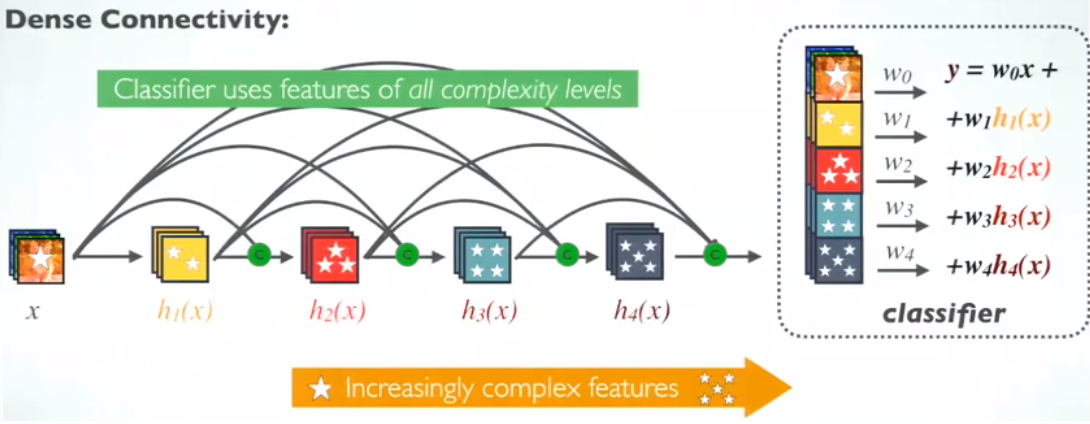 Dense Connectivity:
Classifier uses features of all complexity levels
C
C
C
C
x
h1(x)
h2(x)
h3(x)
h4(x)
Increasingly complex features
w0
y = w0x +
w1
+w1h1(x)
w2
+w2h2(x)
w3
+w3h3(x)
w4
+w4h4(x)
classifier